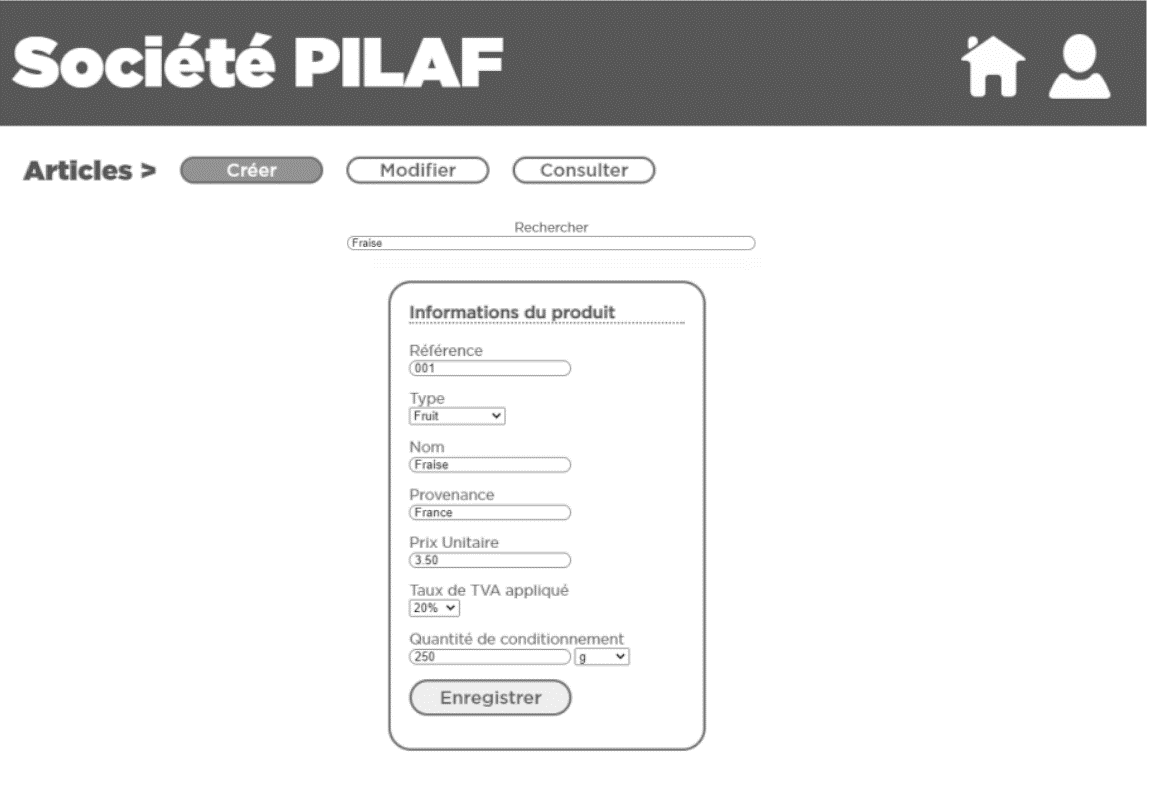 Société PILAF
Articles > Créer Modifier Consulter
Rechercher
Fraise
Informations du produit
Référence
001
Type
Fruit
Nom
Fraise
Provenance
France
Prix Unitaire
3.50
Taux de TVA appliqué
20%
Quantité de conditionnement
250 g
Enregistrer